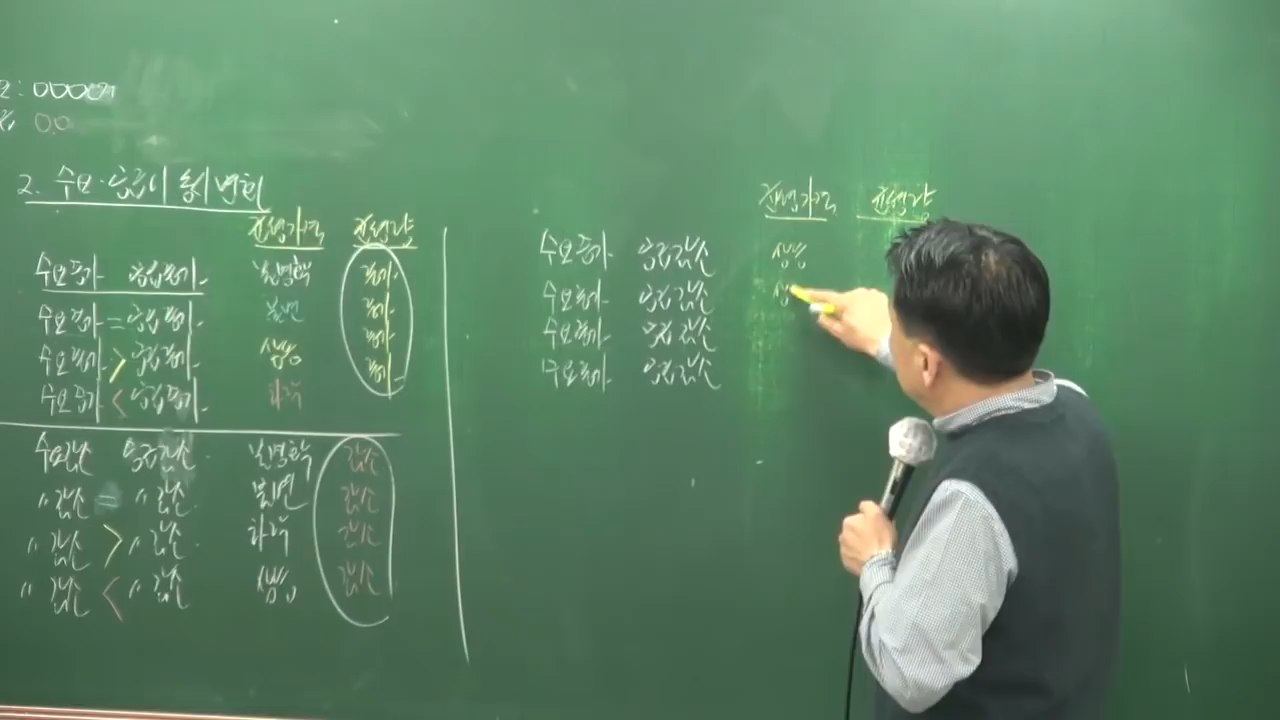 2. 수요·공급이 동시 변화
균형가격 균형량
수요증가 공급증가 불명확 증가
수요증가 = 공급증가 불변 증가
수요증가 > 공급증가 상승 증가
수요증가 < 공급증가 하락 증가
수요감소 공급감소 불명확 감소
〃 감소 = 〃 감소 불변 감소
〃 감소 > 〃 감소 하락 감소
〃 감소 < 〃 감소 상승 감소
균형가격 균형량
수요증가 공급감소 상승
수요증가 공급감소 상
수요증가 공급감소
수요증가 공급감소